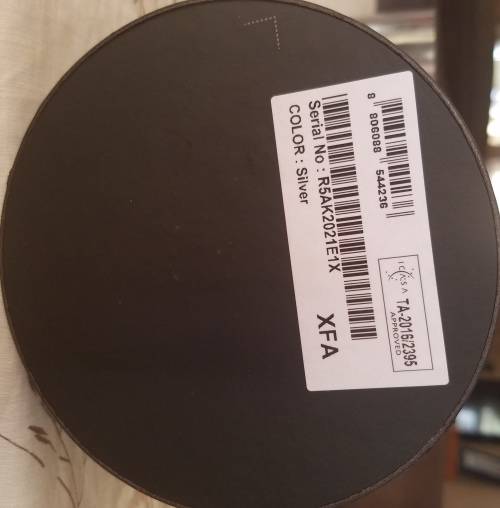 8 806088 544236
ICASA
TA-2016/2395
APPROVED
Serial No : R5AK2021E1X
COLOR : Silver
XFA